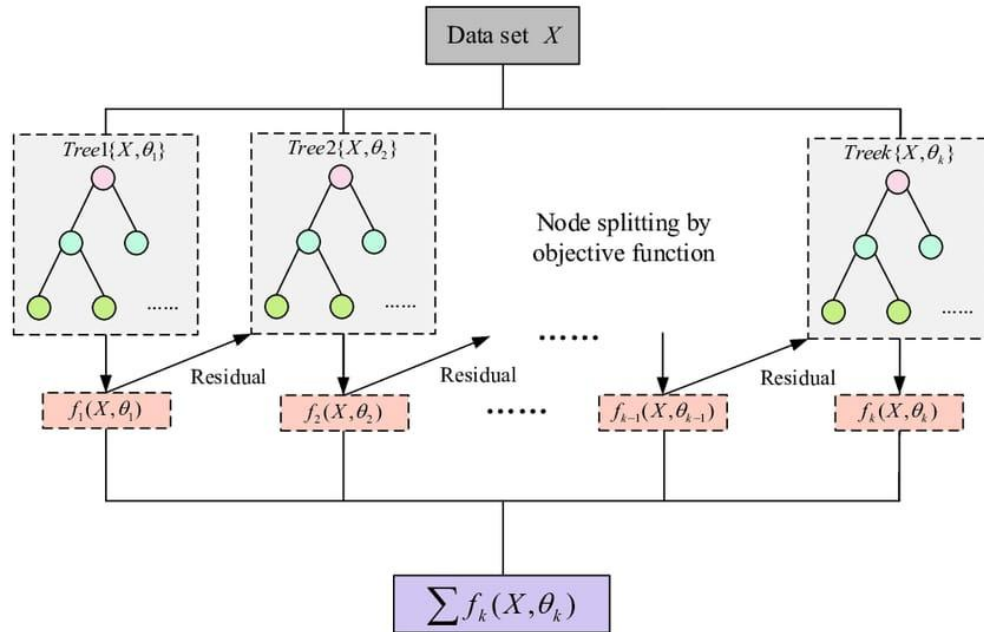 Data set X
Tree1{X,θ₁}
Tree2{X,θ₂}
Treek{X,θₖ}
Node splitting by
objective function
......
......
......
......
Residual
Residual
Residual
f₁(X,θ₁)
f₂(X,θ₂)
......
fₖ₋₁(X,θₖ₋₁)
fₖ(X,θₖ)
∑fₖ(X,θₖ)